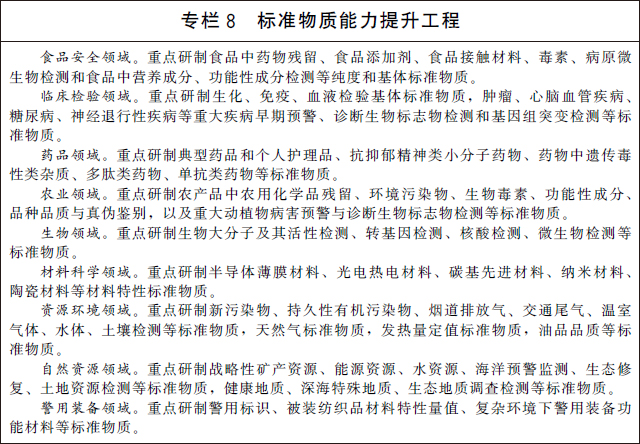 专栏8 标准物质能力提升工程
食品安全领域。重点研制食品中药物残留、食品添加剂、食品接触材料、毒素、病原微
生物检测和食品中营养成分、功能性成分检测等纯度和基体标准物质。
临床检验领域。重点研制生化、免疫、血液检验基体标准物质，肿瘤、心脑血管疾病、
糖尿病、神经退行性疾病等重大疾病早期预警、诊断生物标志物检测和基因组突变检测等标
准物质。
药品领域。重点研制典型药品和个人护理品、抗抑郁精神类小分子药物、药物中遗传毒
性类杂质、多肽类药物、单抗类药物等标准物质。
农业领域。重点研制农产品中农用化学品残留、环境污染物、生物毒素、功能性成分、
品种品质与真伪鉴别，以及重大动植物病害预警与诊断生物标志物检测等标准物质。
生物领域。重点研制生物大分子及其活性检测、转基因检测、核酸检测、微生物检测等
标准物质。
材料科学领域。重点研制半导体薄膜材料、光电热电材料、碳基先进材料、纳米材料、
陶瓷材料等材料特性标准物质。
资源环境领域。重点研制新污染物、持久性有机污染物、烟道排放气、交通尾气、温室
气体、水体、土壤检测等标准物质，天然气标准物质，发热量定值标准物质，油品品质等标
准物质。
自然资源领域。重点研制战略性矿产资源、能源资源、水资源、海洋预警监测、生态修
复、土地资源检测等标准物质，健康地质、深海特殊地质、生态地质调查检测等标准物质。
警用装备领域。重点研制警用标识、被装纺织品材料特性量值、复杂环境下警用装备功
能材料等标准物质。